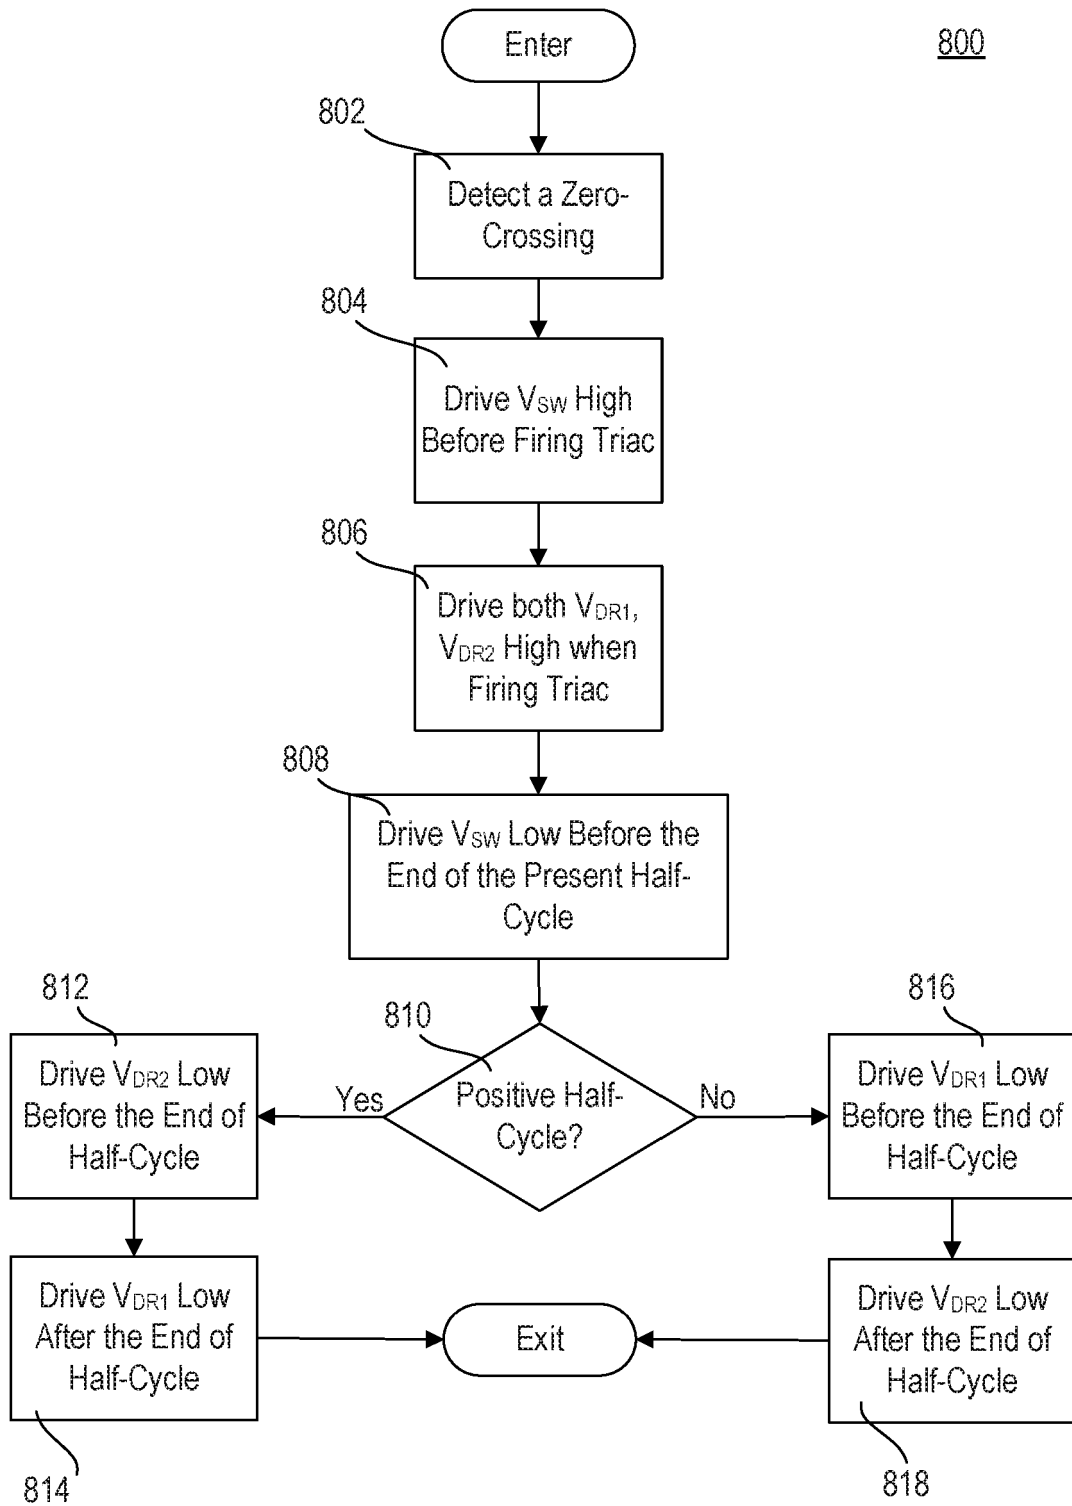 Enter
800
802
Detect a Zero-
Crossing
804
Drive VSW High
Before Firing Triac
806
Drive both VDR1,
VDR2 High when
Firing Triac
808
Drive VSW Low Before the
End of the Present Half-
Cycle
810
Positive Half-
Cycle?
Yes
No
812
Drive VDR2 Low
Before the End of
Half-Cycle
816
Drive VDR1 Low
Before the End of
Half-Cycle
Drive VDR1 Low
After the End of
Half-Cycle
814
Exit
Drive VDR2 Low
After the End of
Half-Cycle
818